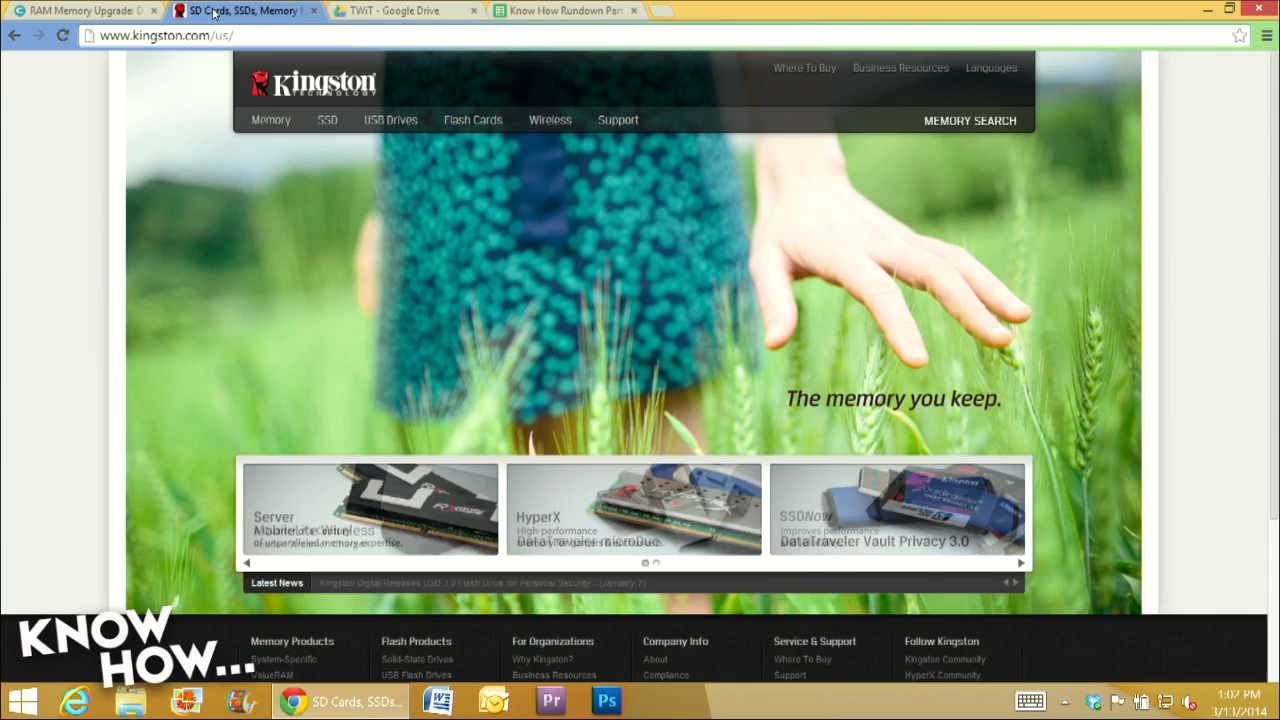 RAM Memory Upgrade: D
SD Cards, SSDs, Memory
TWiT - Google Drive
Know How Rundown Part
www.kingston.com/us/
Where To Buy
Business Resources
Languages
Kingston
TECHNOLOGY
Memory
SSD
USB Drives
Flash Cards
Wireless
Support
MEMORY SEARCH
The memory you keep.
Server
MobileLite Wireless
of unparalleled memory expertise.
HyperX
High-performance
DataTraveler microDuo
SSDNow
Improves performance
DataTraveler Vault Privacy 3.0
Latest News
Kingston Digital Releases USB 3.0 Flash Drive for Personal Security - (January 7)
KNOW
HOW...
Memory Products
System-Specific
ValueRAM
Flash Products
Solid-State Drives
USB Flash Drives
For Organizations
Why Kingston?
Business Resources
Company Info
About
Compliance
Service & Support
Where To Buy
Support
Follow Kingston
Kingston Community
HyperX Community
SD Cards, SSDs...
Pr
Ps
1:02 PM
3/13/2014